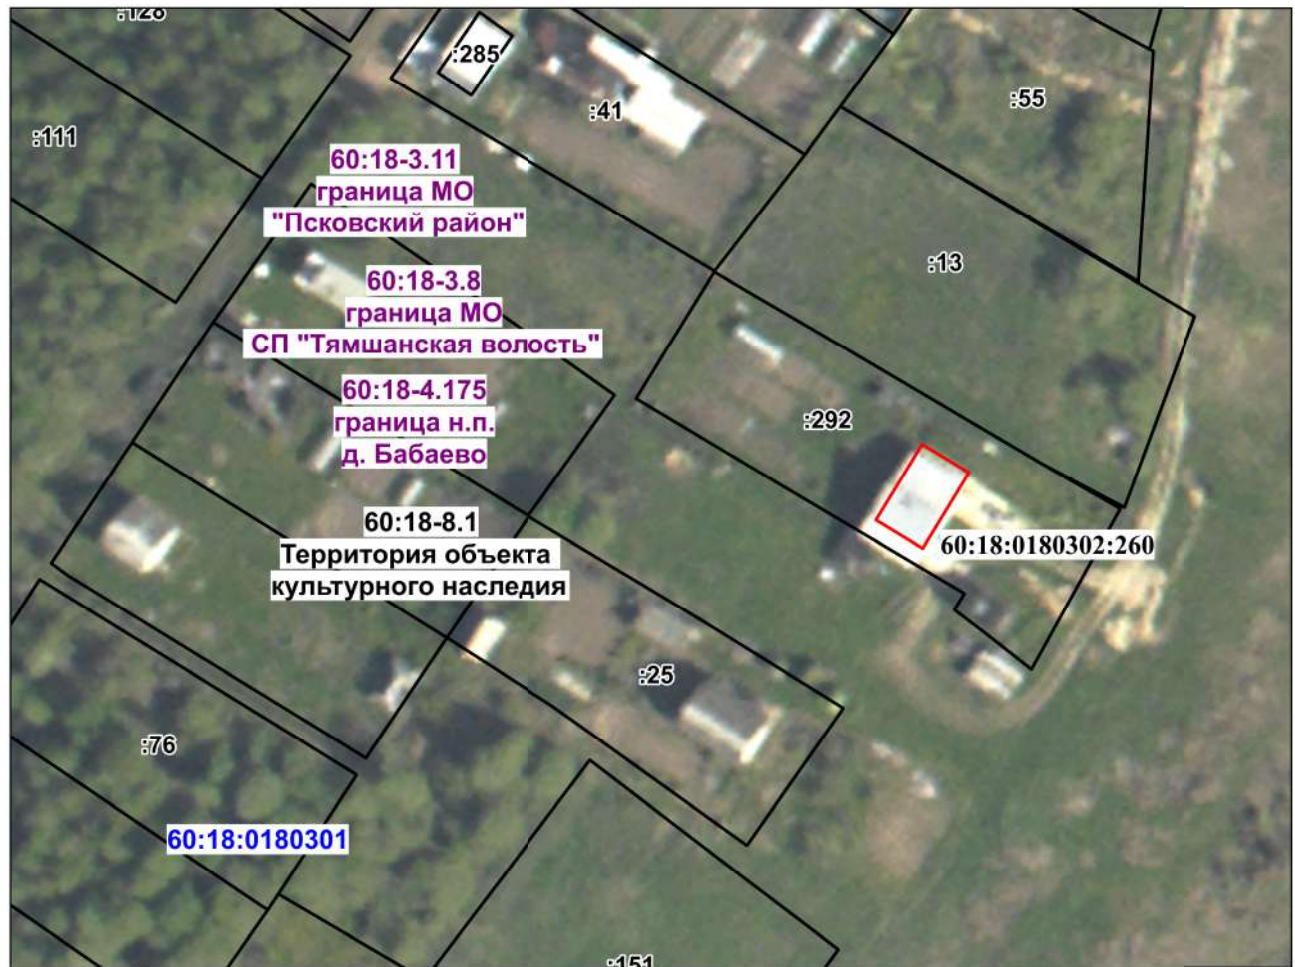 :128
:285
:41
:55
:111
60:18-3.11
граница МО
"Псковский район"
:13
60:18-3.8
граница МО
СП "Тямшанская волость"
60:18-4.175
граница н.п.
д. Бабаево
:292
60:18-8.1
Территория объекта
культурного наследия
60:18:0180302:260
:25
:76
60:18:0180301
:151